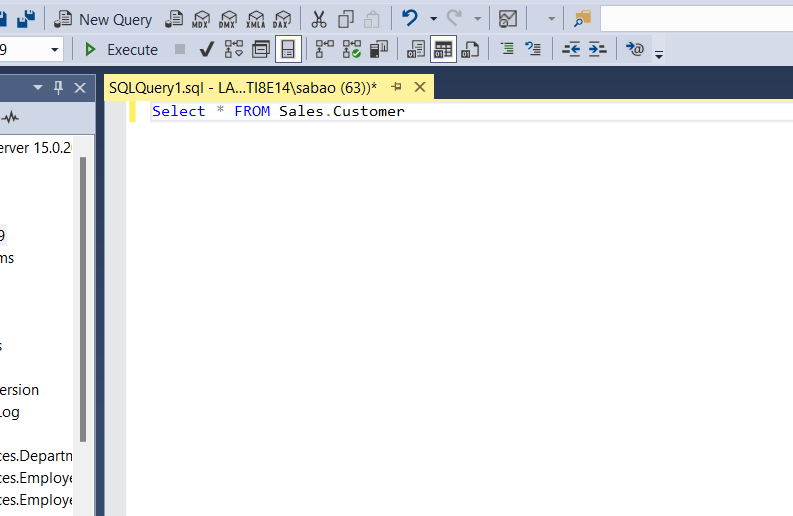 New Query
MDX
DMX
XMLA
DAX
9
Execute
SQLQuery1.sql - LA...TI8E14\sabao (63))*
Select * FROM Sales.Customer
erver 15.0.2
9
ms
s
ersion
Log
ces.Departm
ces.Employe
ces.Employe